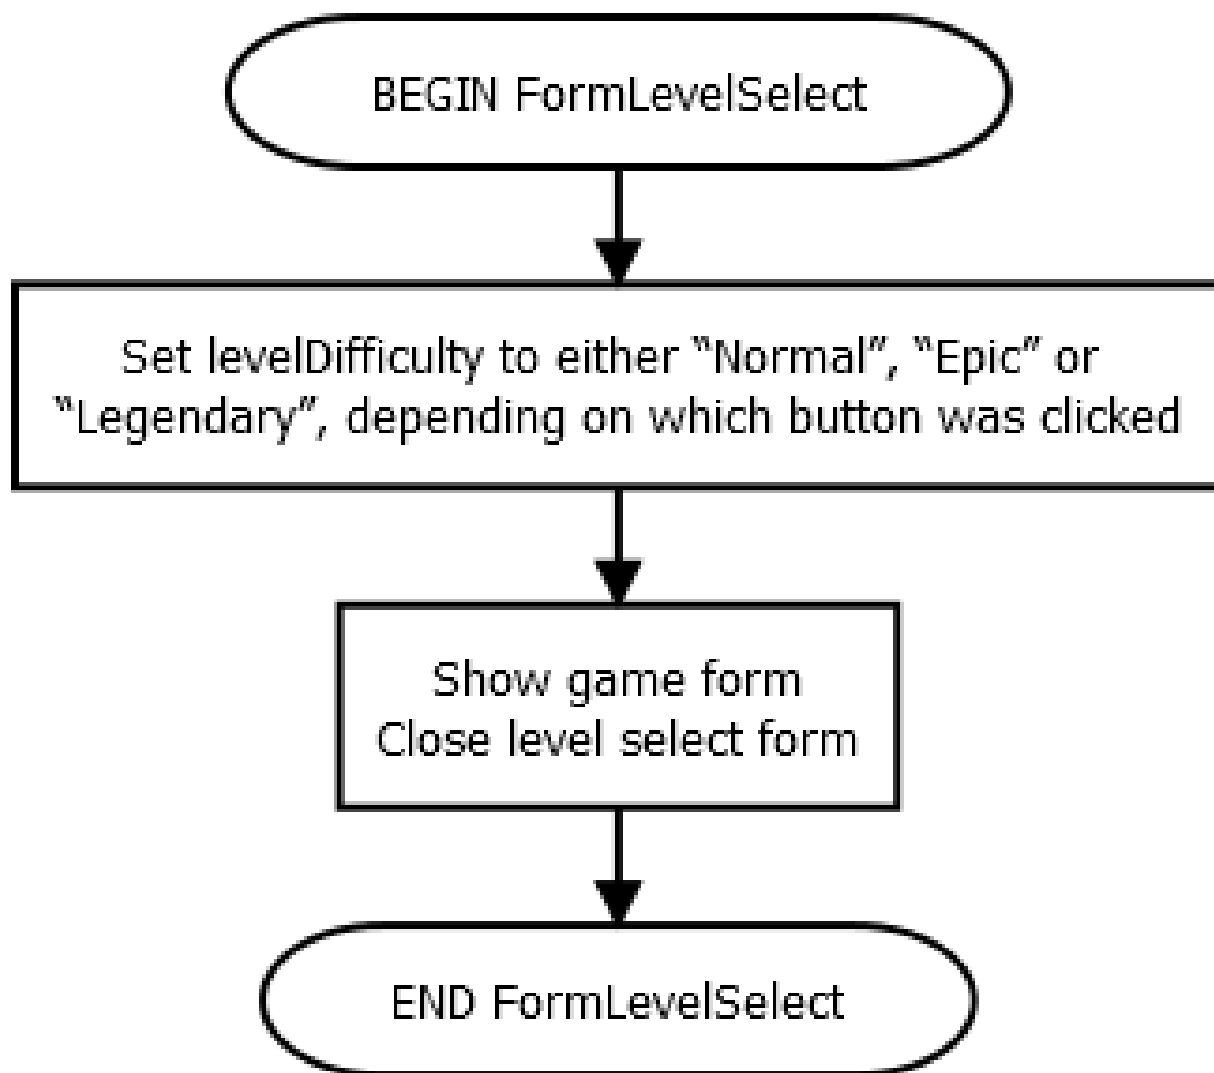 BEGIN FormLevelSelect
Set levelDifficulty to either “Normal”, “Epic” or
“Legendary”, depending on which button was clicked
Show game form
Close level select form
END FormLevelSelect